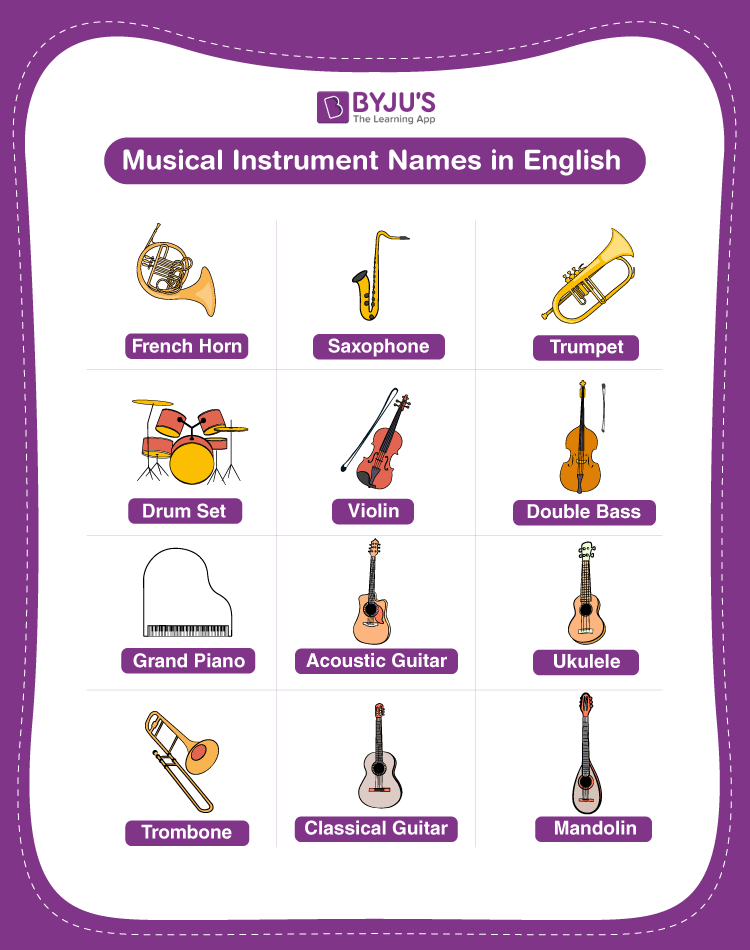 BYJU'S
The Learning App
Musical Instrument Names in English
French Horn
Saxophone
Trumpet
Drum Set
Violin
Double Bass
Grand Piano
Acoustic Guitar
Ukulele
Trombone
Classical Guitar
Mandolin